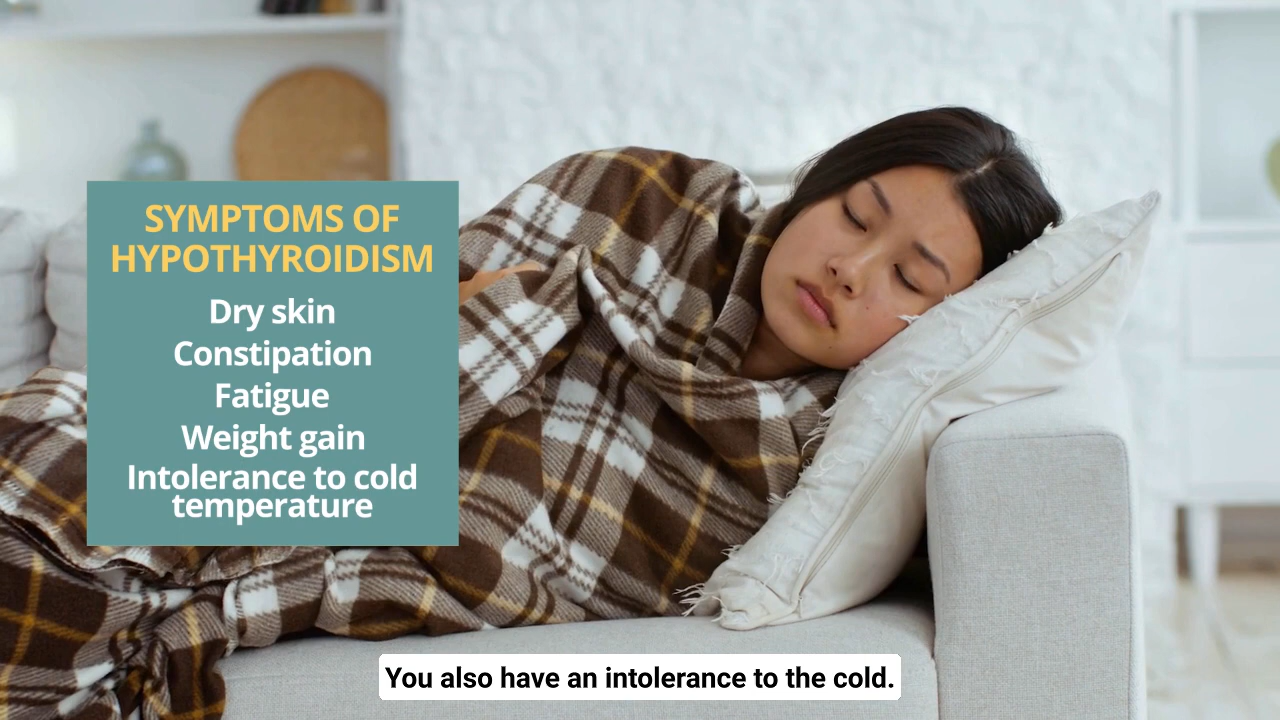 SYMPTOMS OF
HYPOTHYROIDISM
Dry skin
Constipation
Fatigue
Weight gain
Intolerance to cold
temperature
You also have an intolerance to the cold.